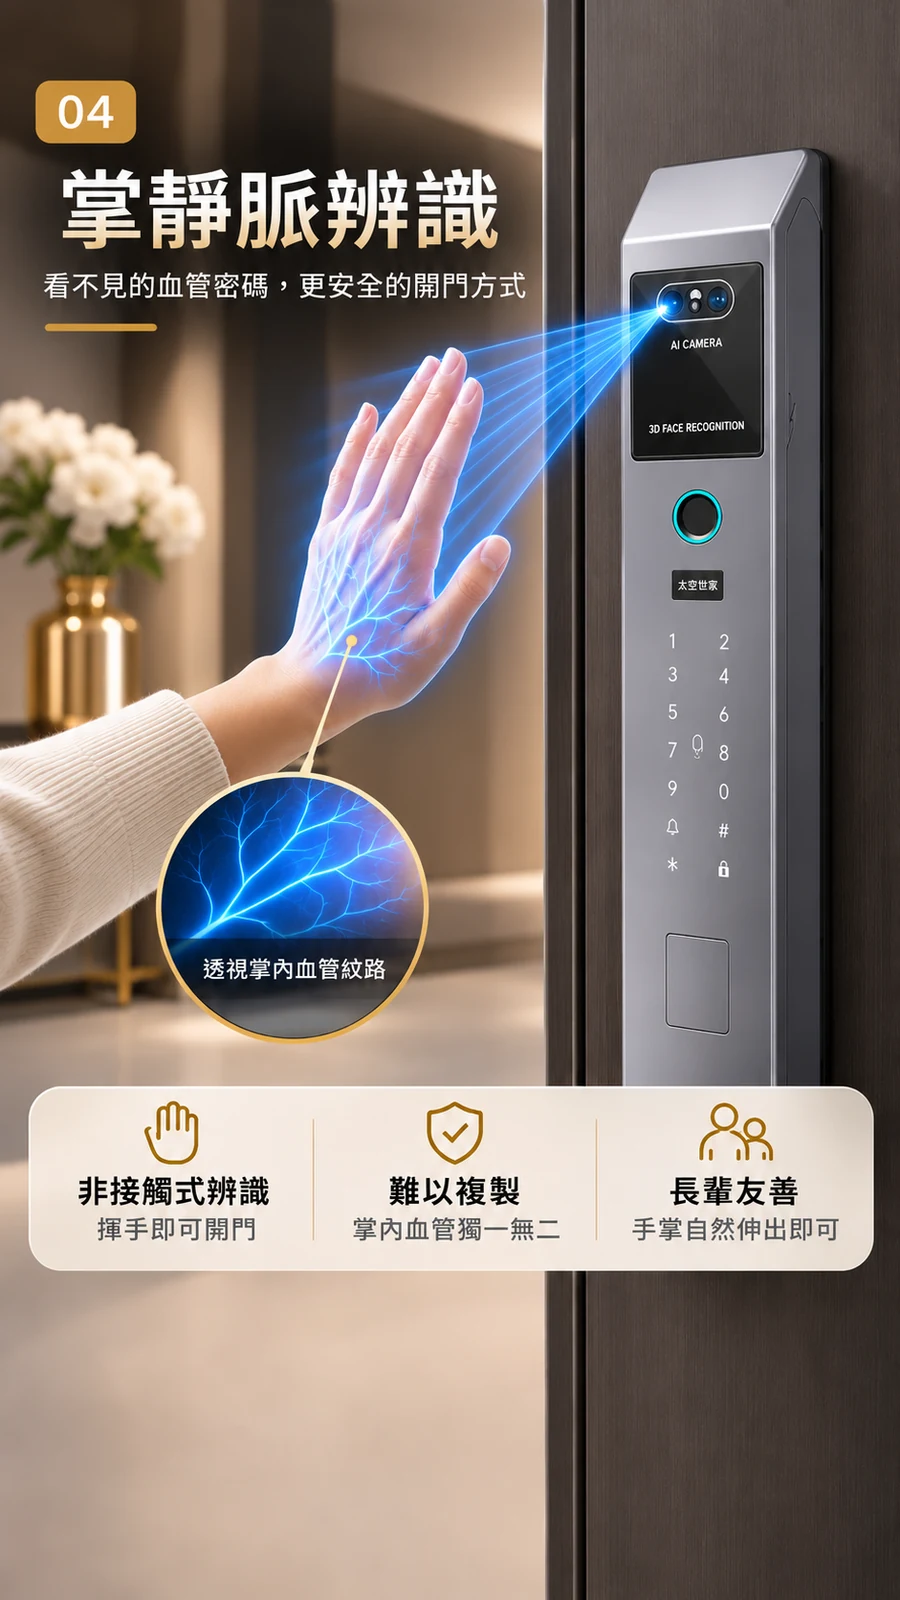 04
掌靜脈辨識
看不見的血管密碼，更安全的開門方式
AI CAMERA
3D FACE RECOGNITION
太空世家
1 2
3 4
5 6
7 8
9 0
#
*
透視掌內血管紋路
非接觸式辨識
揮手即可開門
難以複製
掌內血管獨一無二
長輩友善
手掌自然伸出即可